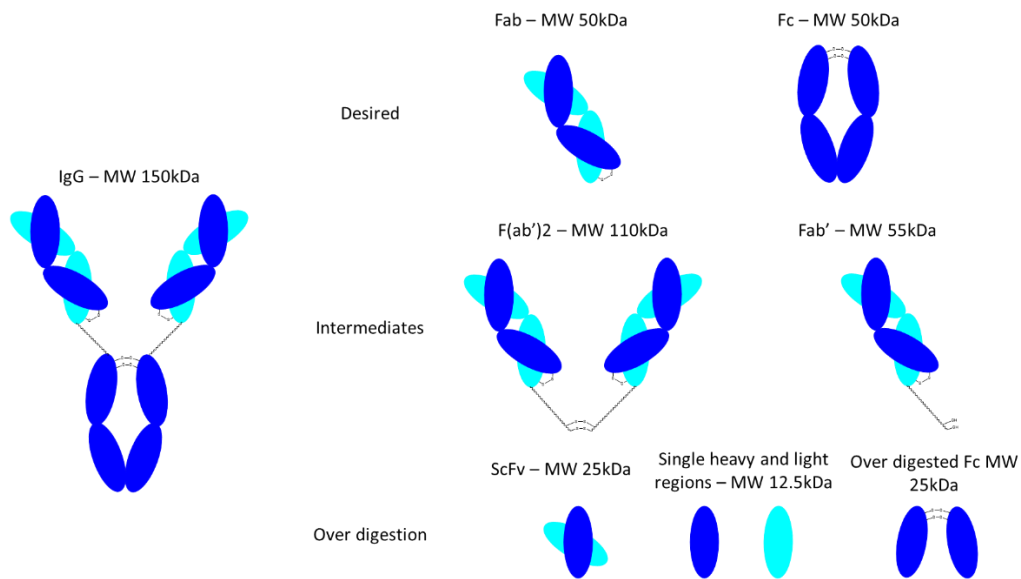 Fab – MW 50kDa
Fc – MW 50kDa
Desired
IgG – MW 150kDa
F(ab’)2 – MW 110kDa
Fab’ – MW 55kDa
Intermediates
ScFv – MW 25kDa
Single heavy and light
regions – MW 12.5kDa
Over digested Fc MW
25kDa
Over digestion